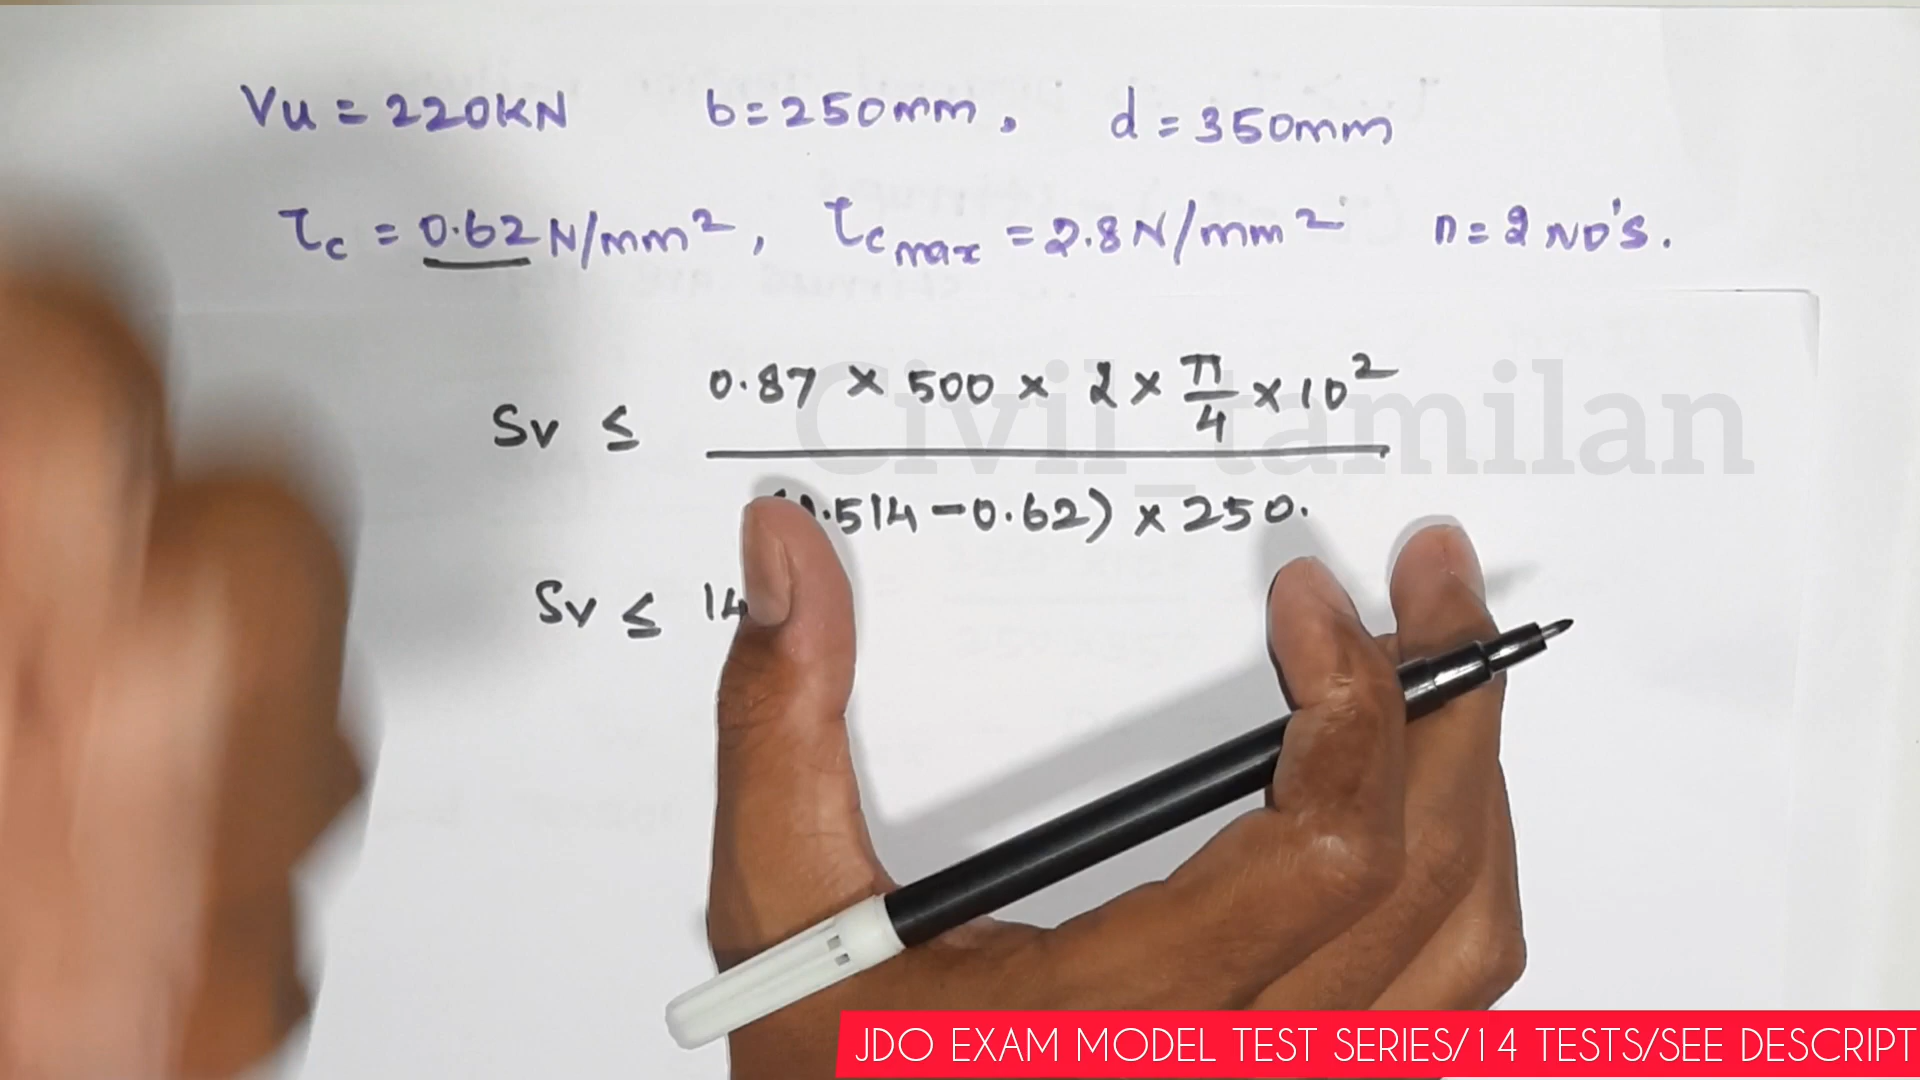 Vu = 220KN b=250mm, d=350mm
τc = 0.62 N/mm², τc max = 2.8N/mm² n=2 NO'S.
Sv ≤ 0.87 × 500 × 2 × π/4 × 10²
.514-0.62) × 250.
Sv ≤ 14
Civil_tamilan
JDO EXAM MODEL TEST SERIES/14 TESTS/SEE DESCRIPT